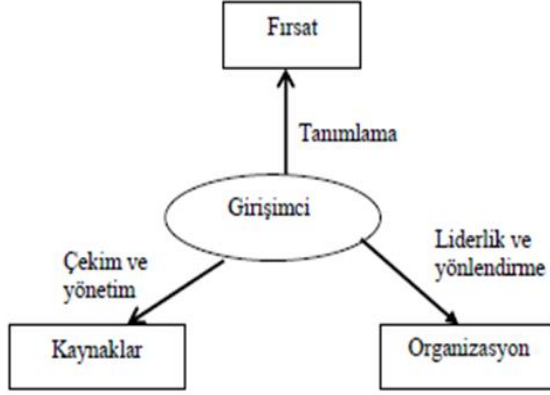 Fırsat
Tanımlama
Girişimci
Çekim ve
yönetim
Liderlik ve
yönlendirme
Kaynaklar
Organizasyon